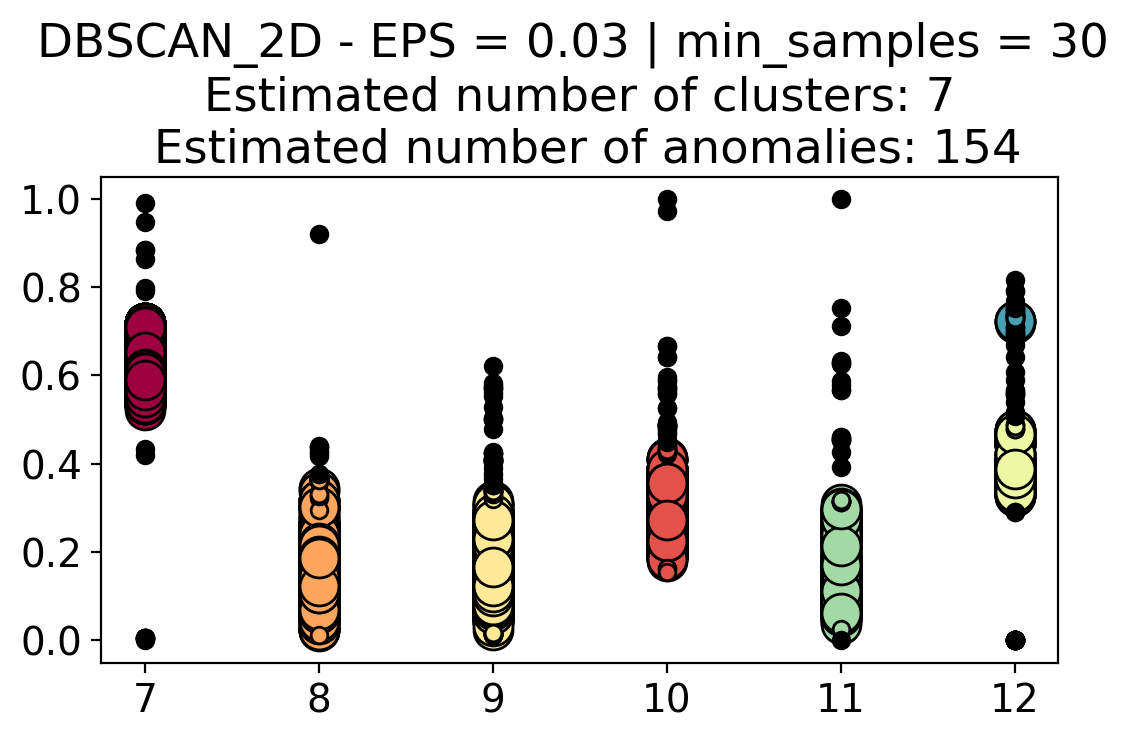 DBSCAN_2D - EPS = 0.03 | min_samples = 30
Estimated number of clusters: 7
Estimated number of anomalies: 154
1.0
0.8
0.6
0.4
0.2
0.0
7 8 9 10 11 12